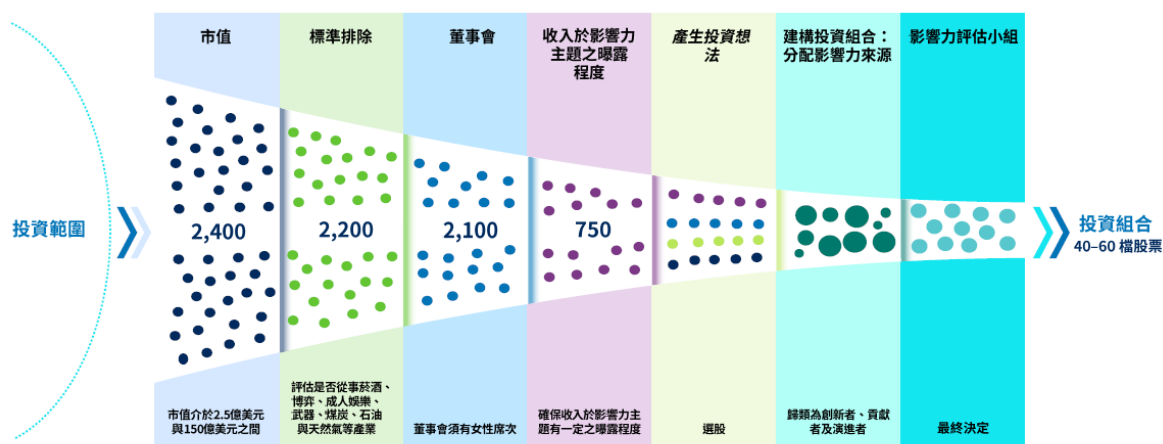 市值
標準排除
董事會
收入於影響力
主題之曝露
程度
產生投資想
法
建構投資組合：
分配影響力來源
影響力評估小組
投資範圍
2,400
2,200
2,100
750
投資組合
40–60 檔股票
市值介於2.5億美元
與150億美元之間
評估是否從事菸酒、
博弈、成人娛樂、
武器、煤炭、石油
與天然氣等產業
董事會須有女性席次
確保收入於影響力主
題有一定之曝露程度
選股
歸類為創新者、貢獻
者及演進者
最終決定